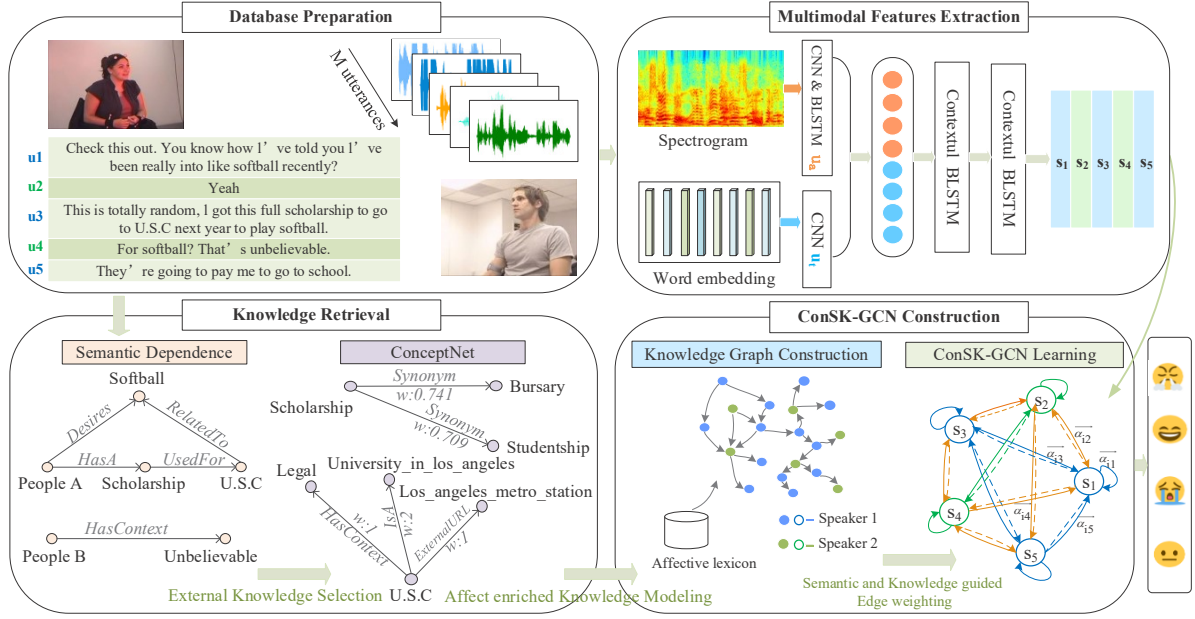 Database Preparation
M utterances
u1
Check this out. You know how l’ve told you l’ve
been really into like softball recently?
u2
Yeah
u3
This is totally random, l got this full scholarship to go
to U.S.C next year to play softball.
u4
For softball? That’s unbelievable.
u5
They’re going to pay me to go to school.
Multimodal Features Extraction
Spectrogram
CNN & BLSTM ua
Word embedding
CNN ut
Contextul BLSTM
Contextul BLSTM
s1 s2 s3 s4 s5
Knowledge Retrieval
Semantic Dependence
Softball
Desires
RelatedTo
HasA
UsedFor
People A
Scholarship
U.S.C
HasContext
People B
Unbelievable
ConceptNet
Synonym
w:0.741
Bursary
Scholarship
Synonym
w:0.709
Studentship
University_in_los_angeles
Legal
Los_angeles_metro_station
w:1
HasContext
IsA
w:2
ExternalURL
w:1
U.S.C
External Knowledge Selection
Affect enriched Knowledge Modeling
ConSK-GCN Construction
Knowledge Graph Construction
Affective lexicon
Speaker 1
Speaker 2
ConSK-GCN Learning
s2
s3
αi2
αi3
αi1
s1
s4
αi4
αi5
s5
Semantic and Knowledge guided
Edge weighting